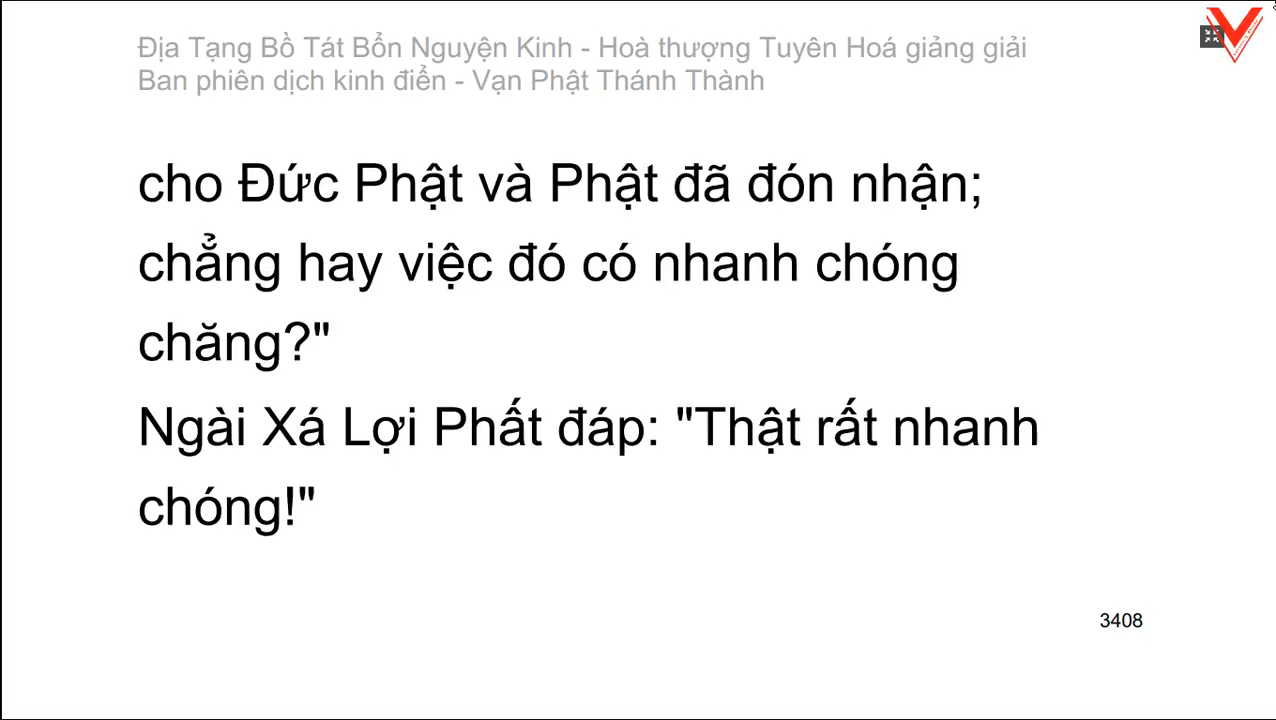 Địa Tạng Bồ Tát Bổn Nguyện Kinh - Hoà thượng Tuyên Hoá giảng giải
Ban phiên dịch kinh điển - Vạn Phật Thánh Thành
cho Đức Phật và Phật đã đón nhận;
chẳng hay việc đó có nhanh chóng
chăng?"
Ngài Xá Lợi Phất đáp: "Thật rất nhanh
chóng!"
3408